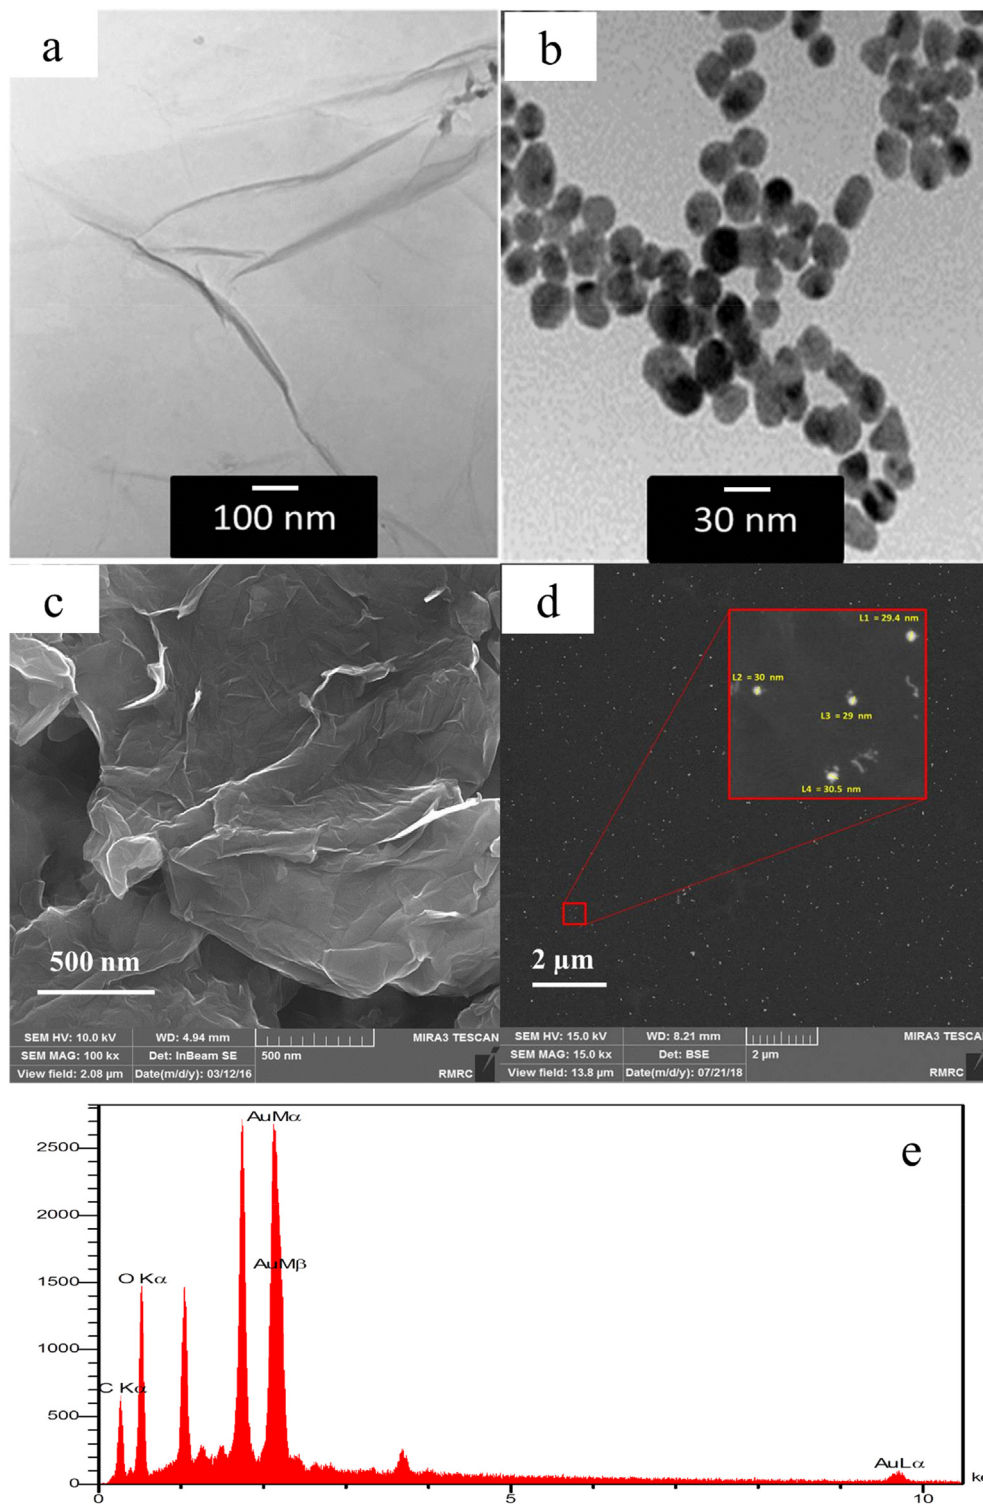 a
100 nm
b
30 nm
c
500 nm
SEM HV: 10.0 kV WD: 4.94 mm MIRA3 TESCAN
SEM MAG: 100 kx Det: InBeam SE 500 nm
View field: 2.08 µm Date(m/d/y): 03/12/16 RMRC
d
L1 = 29.4 nm
L2 = 30 nm
L3 = 29 nm
L4 = 30.5 nm
2 µm
SEM HV: 15.0 kV WD: 8.21 mm MIRA3 TESCAN
SEM MAG: 15.0 kx Det: BSE 2 µm
View field: 13.8 µm Date(m/d/y): 07/21/18 RMRC
e
AuMα
2500
2000
AuMβ
O Kα
1500
1000
C Kα
500
AuLα
0
0 5 10